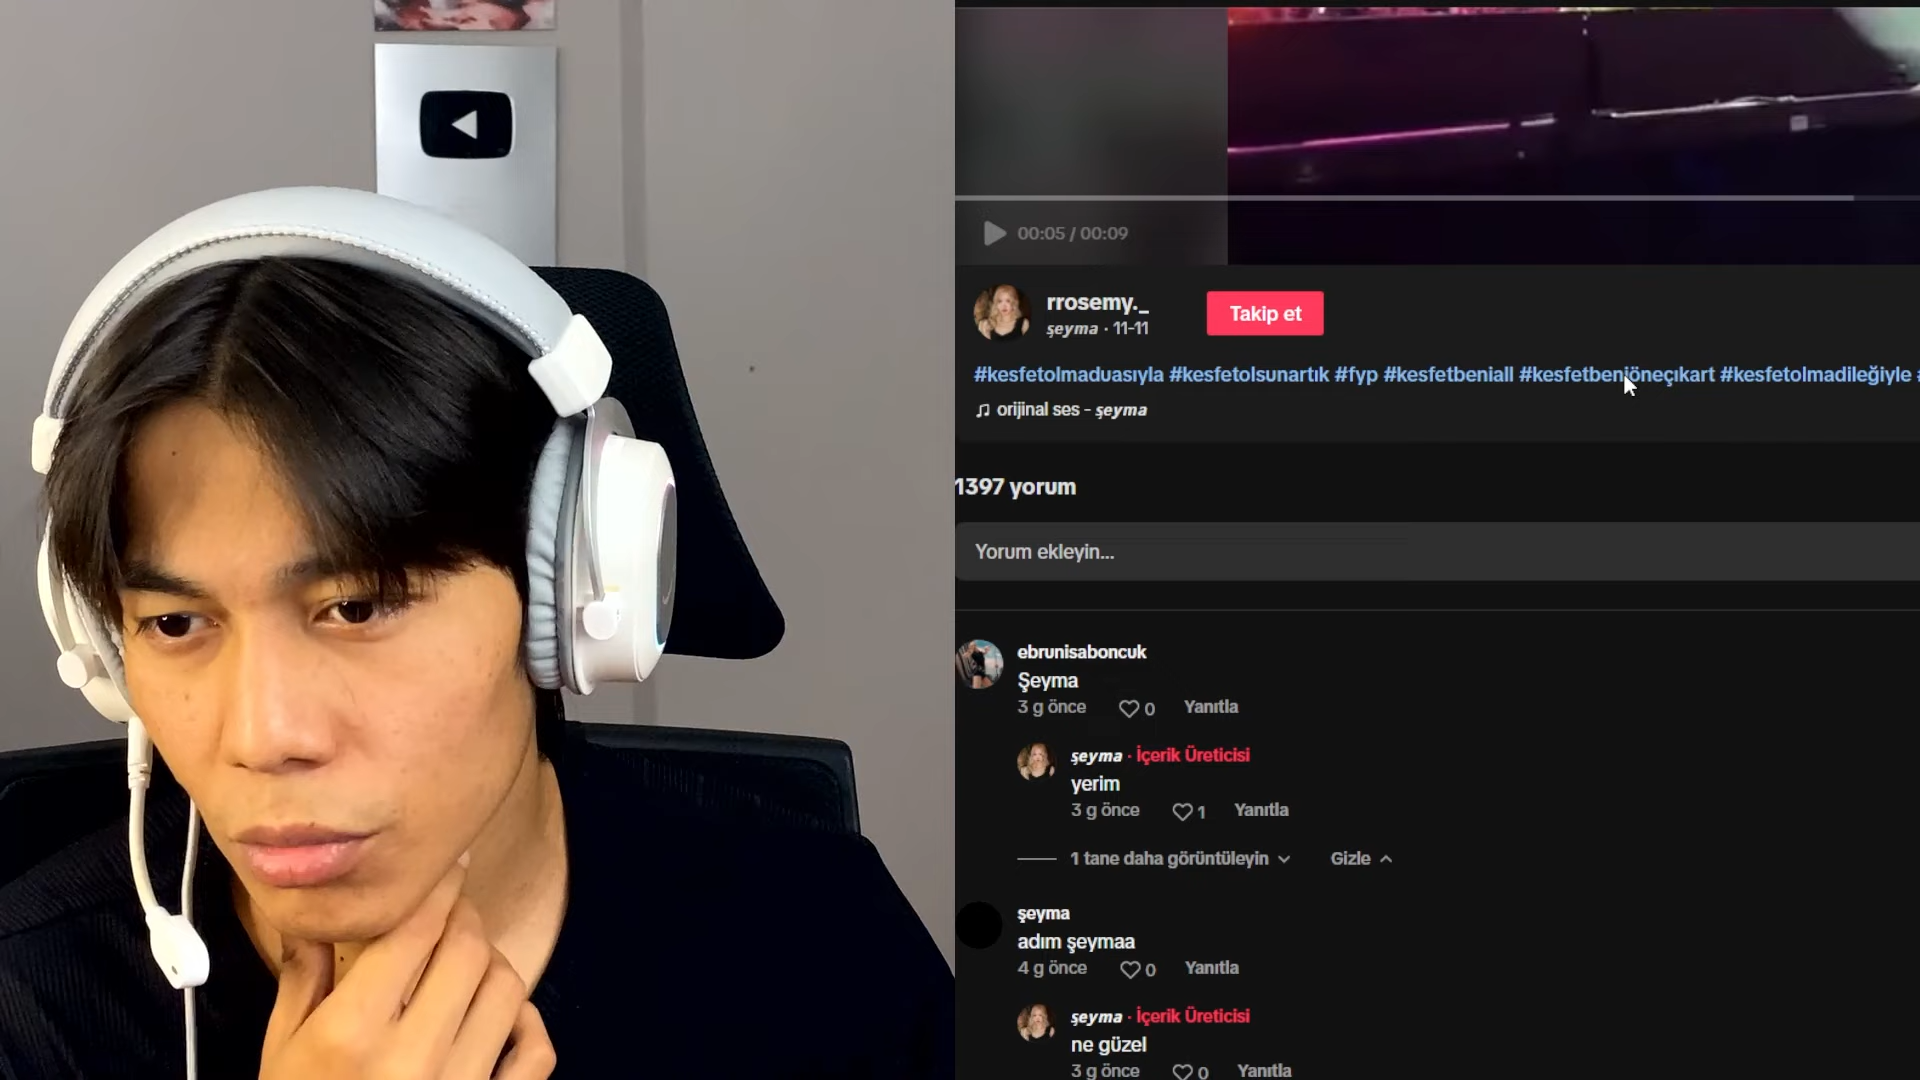 00:05 / 00:09
rrosemy._
şeyma · 11-11
Takip et
#kesfetolmaduasıyla #kesfetolsunartık #fyp #kesfetbeniall #kesfetbeniöneçıkart #kesfetolmadileğiyle
orijinal ses - şeyma
1397 yorum
Yorum ekleyin...
ebrunisaboncuk
Şeyma
3 g önce 0 Yanıtla
şeyma · İçerik Üreticisi
yerim
3 g önce 1 Yanıtla
1 tane daha görüntüleyin Gizle
şeyma
adım şeymaa
4 g önce 0 Yanıtla
şeyma · İçerik Üreticisi
ne güzel
3 g önce 0 Yanıtla